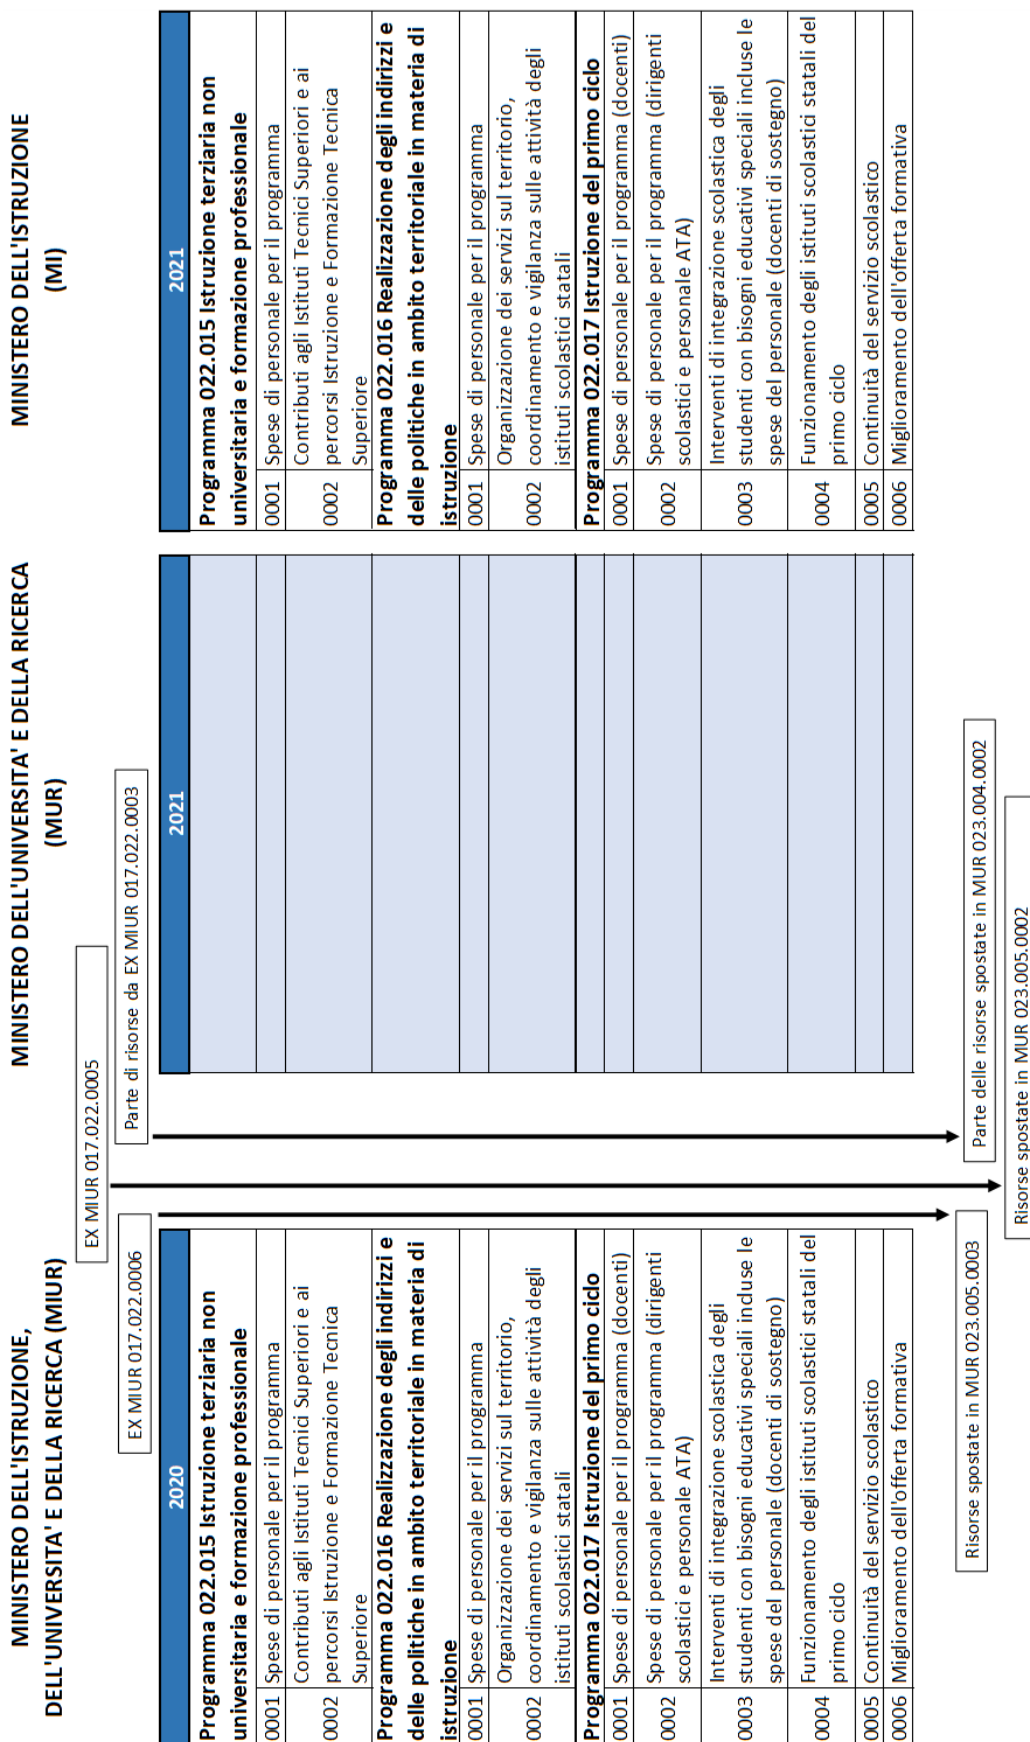 MINISTERO DELL'ISTRUZIONE,
DELL'UNIVERSITA' E DELLA RICERCA (MIUR)
MINISTERO DELL'UNIVERSITA' E DELLA RICERCA
(MUR)
MINISTERO DELL'ISTRUZIONE
(MI)
EX MIUR 017.022.0005
EX MIUR 017.022.0006
Parte di risorse da EX MIUR 017.022.0003
2020
Programma 022.015 Istruzione terziaria non
universitaria e formazione professionale
0001 Spese di personale per il programma
Contributi agli Istituti Tecnici Superiori e ai
0002 percorsi Istruzione e Formazione Tecnica
Superiore
Programma 022.016 Realizzazione degli indirizzi e
delle politiche in ambito territoriale in materia di
istruzione
0001 Spese di personale per il programma
Organizzazione dei servizi sul territorio,
0002 coordinamento e vigilanza sulle attività degli
istituti scolastici statali
Programma 022.017 Istruzione del primo ciclo
0001 Spese di personale per il programma (docenti)
0002 Spese di personale per il programma (dirigenti
scolastici e personale ATA)
Interventi di integrazione scolastica degli
0003 studenti con bisogni educativi speciali incluse le
spese del personale (docenti di sostegno)
0004 Funzionamento degli istituti scolastici statali del
primo ciclo
0005 Continuità del servizio scolastico
0006 Miglioramento dell'offerta formativa
2021
2021
Programma 022.015 Istruzione terziaria non
universitaria e formazione professionale
0001 Spese di personale per il programma
Contributi agli Istituti Tecnici Superiori e ai
0002 percorsi Istruzione e Formazione Tecnica
Superiore
Programma 022.016 Realizzazione degli indirizzi e
delle politiche in ambito territoriale in materia di
istruzione
0001 Spese di personale per il programma
Organizzazione dei servizi sul territorio,
0002 coordinamento e vigilanza sulle attività degli
istituti scolastici statali
Programma 022.017 Istruzione del primo ciclo
0001 Spese di personale per il programma (docenti)
0002 Spese di personale per il programma (dirigenti
scolastici e personale ATA)
Interventi di integrazione scolastica degli
0003 studenti con bisogni educativi speciali incluse le
spese del personale (docenti di sostegno)
0004 Funzionamento degli istituti scolastici statali del
primo ciclo
0005 Continuità del servizio scolastico
0006 Miglioramento dell'offerta formativa
Risorse spostate in MUR 023.005.0003
Parte delle risorse spostate in MUR 023.004.0002
Risorse spostate in MUR 023.005.0002